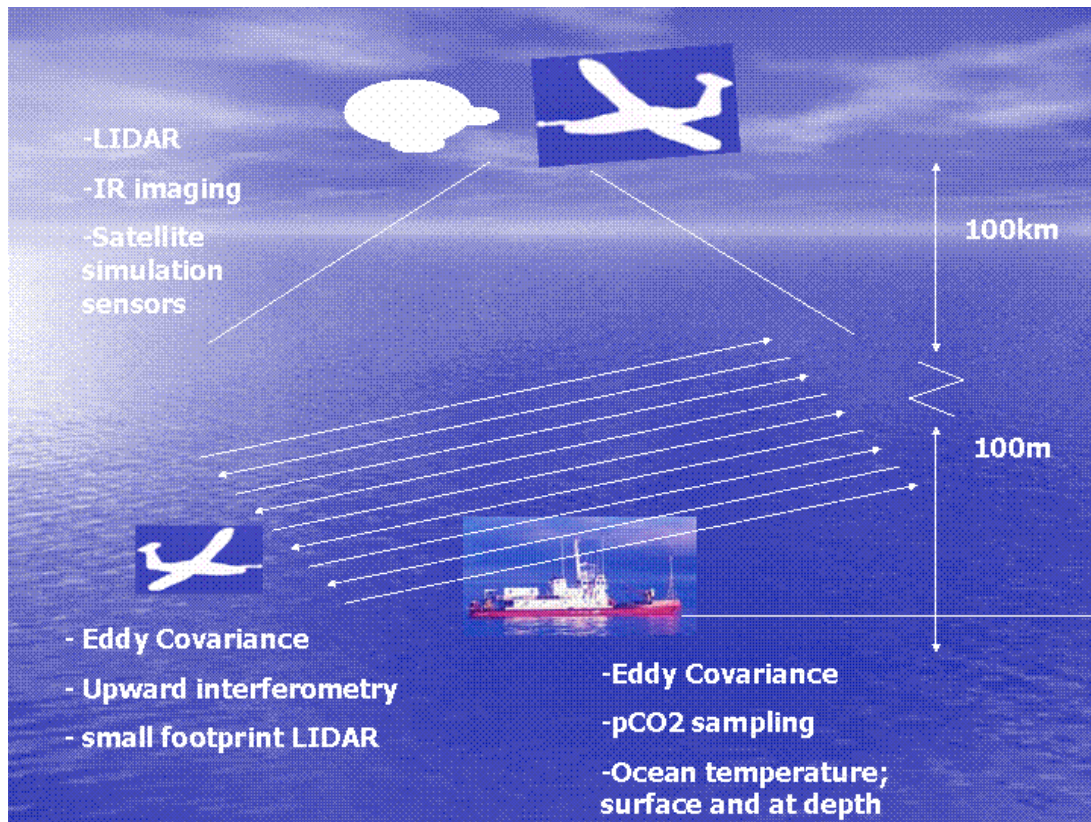 -LIDAR
-IR imaging
-Satellite
simulation
sensors
100km
100m
- Eddy Covariance
- Upward interferometry
- small footprint LIDAR
-Eddy Covariance
-pCO2 sampling
-Ocean temperature;
surface and at depth